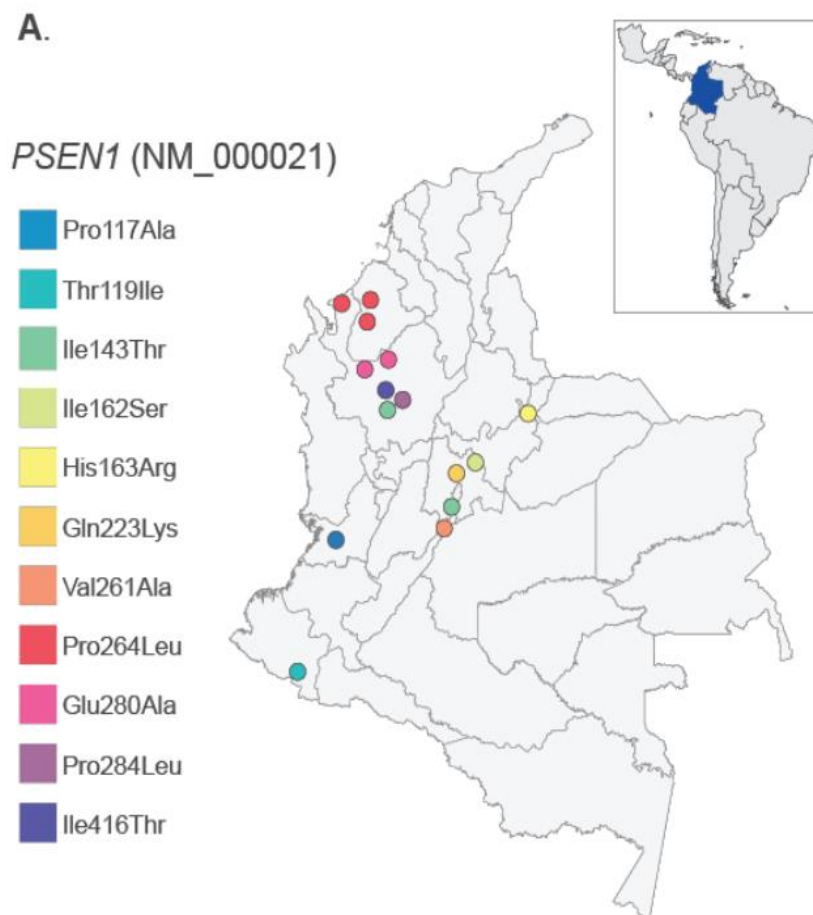 A.
PSEN1 (NM_000021)
Pro117Ala
Thr119Ile
Ile143Thr
Ile162Ser
His163Arg
Gln223Lys
Val261Ala
Pro264Leu
Glu280Ala
Pro284Leu
Ile416Thr